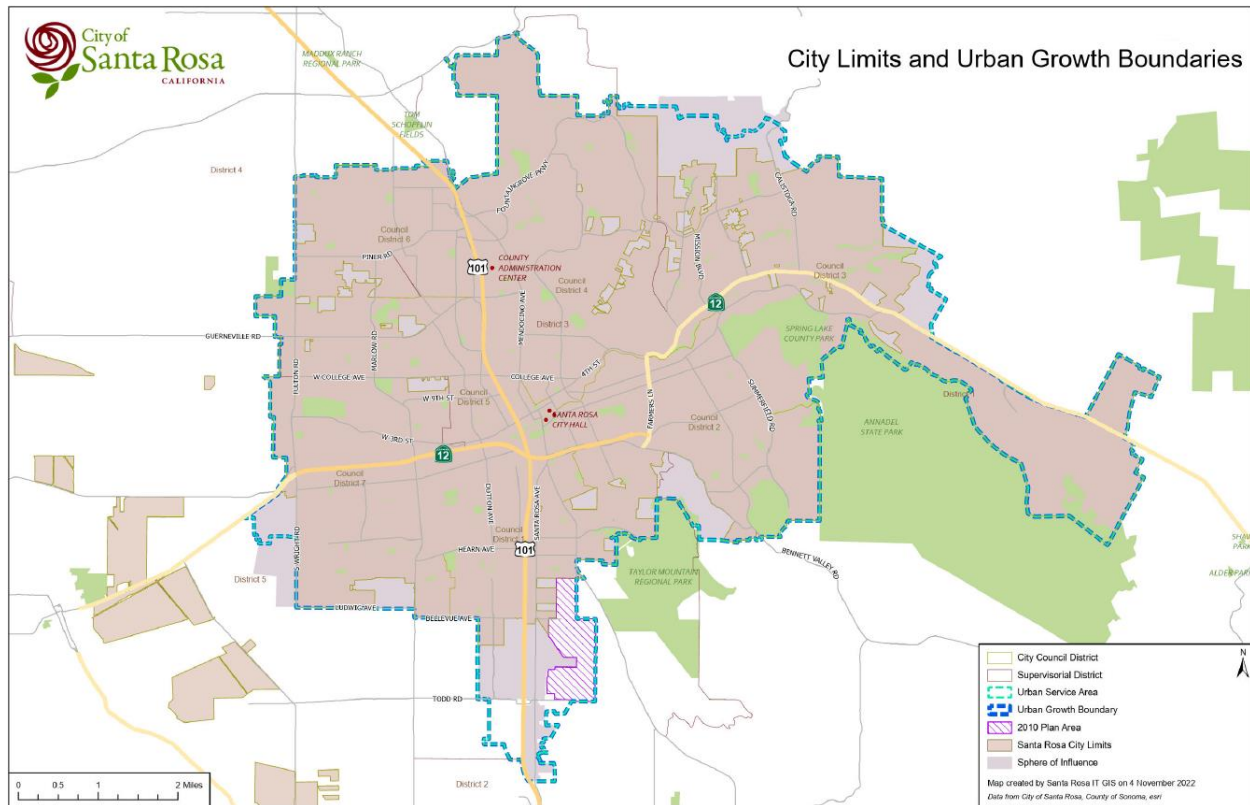 City of
Santa Rosa
CALIFORNIA
City Limits and Urban Growth Boundaries
MADDUX RANCH
REGIONAL PARK
TOM
SCHOPFLIN
FIELDS
District 4
FOUNTAINGROVE PKWY
CALISTOGA RD
MISSION BLVD
Council
District 6
PINER RD
101
COUNTY
ADMINISTRATION
CENTER
Council
District 4
Council
District 3
12
MENDOCINO AVE
District 3
SPRING LAKE
COUNTY PARK
GUERNEVILLE RD
MARLOW RD
FULTON RD
W COLLEGE AVE
COLLEGE AVE
4TH ST
W 9TH ST
Council
District 5
FARMERS LN
SUMMERFIELD RD
District 1
SANTA ROSA
CITY HALL
Council
District 2
ANNADEL
STATE PARK
W 3RD ST
12
Council
District 7
DUTTON AVE
SANTA ROSA AVE
Council
District 1
HEARN AVE
101
S WRIGHT RD
BENNETT VALLEY RD
District 5
TAYLOR MOUNTAIN
REGIONAL PARK
LUDWIG AVE
BELLEVUE AVE
TODD RD
District 2
0 0.5 1 2 Miles
N
City Council District
Supervisorial District
Urban Service Area
Urban Growth Boundary
2010 Plan Area
Santa Rosa City Limits
Sphere of Influence
Map created by Santa Rosa IT GIS on 4 November 2022
Data from City of Santa Rosa, County of Sonoma, esri